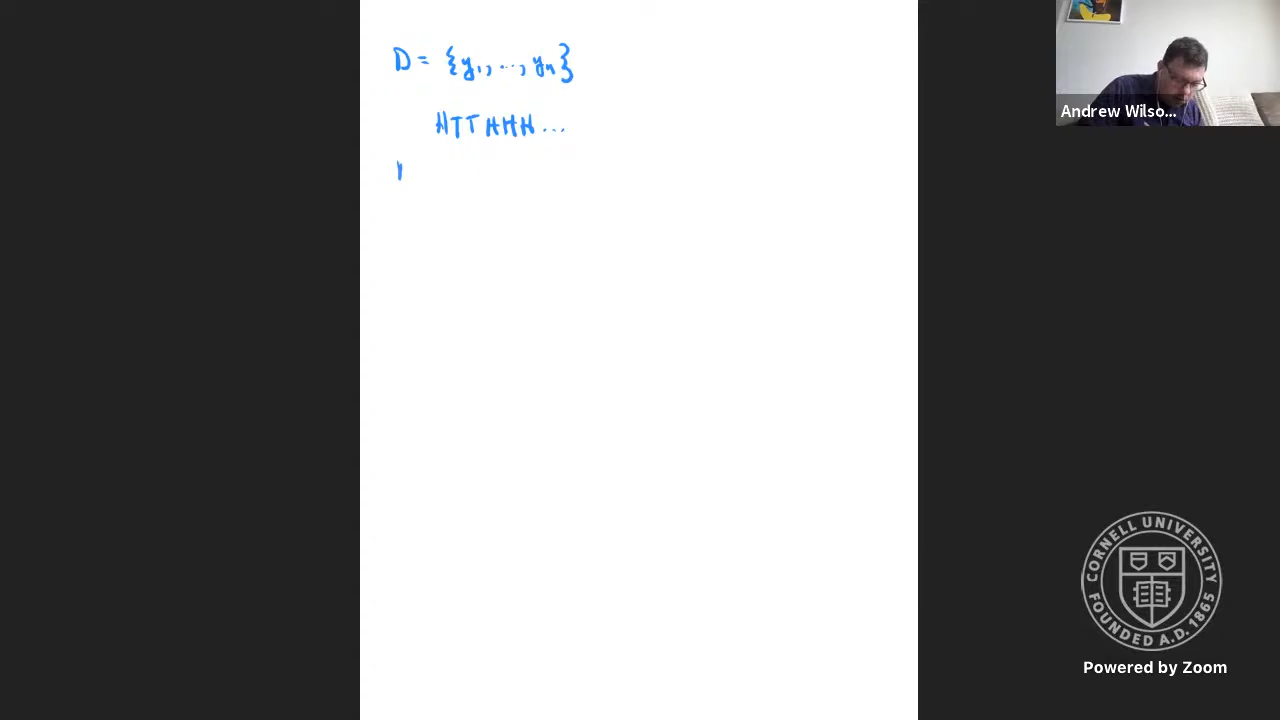 D = {y₁, ..., yₙ}
HTTHHH...
Andrew Wilso...
CORNELL UNIVERSITY
FOUNDED A.D. 1865
Powered by Zoom